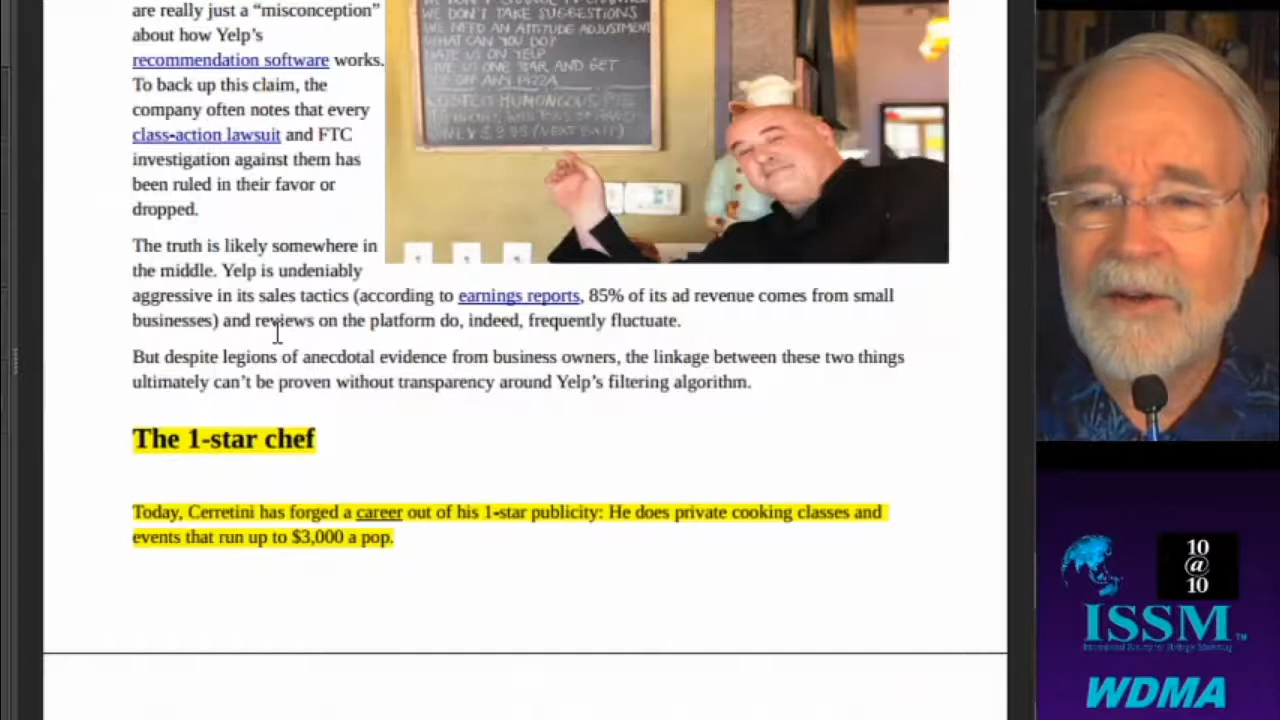 are really just a “misconception”
about how Yelp’s
recommendation software works.
To back up this claim, the
company often notes that every
class-action lawsuit and FTC
investigation against them has
been ruled in their favor or
dropped.
WE DON'T TAKE SUGGESTIONS
WE NEED AN ATTITUDE ADJUSTMENT
WHAT CAN YOU DO?
HATE US ON YELP
GIVE US ONE STAR AND GET
OFF ANY PIZZA
The truth is likely somewhere in
the middle. Yelp is undeniably
aggressive in its sales tactics (according to earnings reports, 85% of its ad revenue comes from small
businesses) and reviews on the platform do, indeed, frequently fluctuate.
But despite legions of anecdotal evidence from business owners, the linkage between these two things
ultimately can’t be proven without transparency around Yelp’s filtering algorithm.
The 1-star chef
Today, Cerretini has forged a career out of his 1-star publicity: He does private cooking classes and
events that run up to $3,000 a pop.
10
@
10
ISSM
WDMA